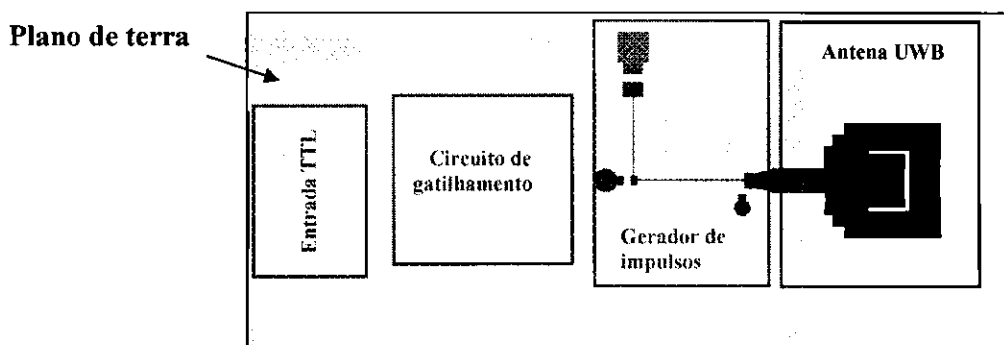 Plano de terra
Entrada TTL
Circuito de
gatilhamento
Gerador de
impulsos
Antena UWB